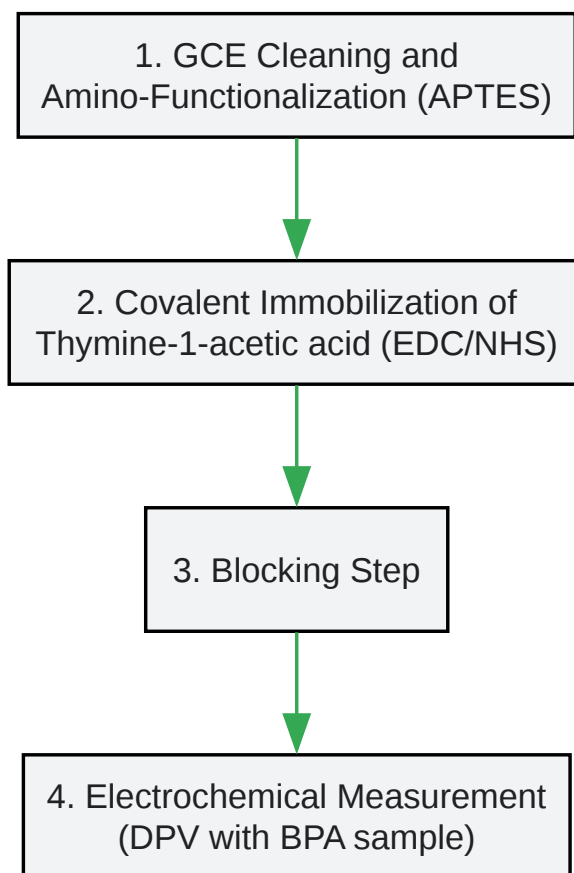 1. GCE Cleaning and
Amino-Functionalization (APTES)
2. Covalent Immobilization of
Thymine-1-acetic acid (EDC/NHS)
3. Blocking Step
4. Electrochemical Measurement
(DPV with BPA sample)